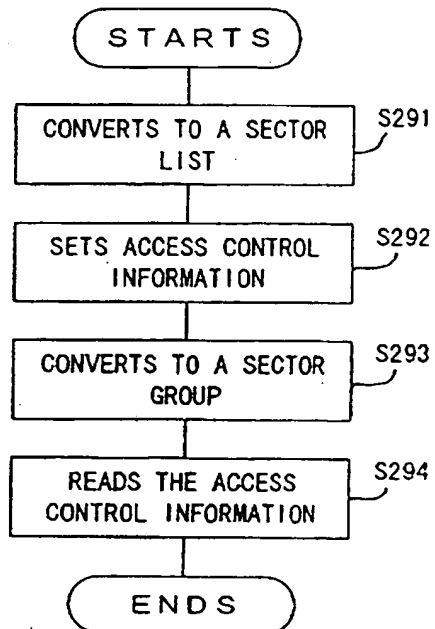 STARTS
CONVERTS TO A SECTOR
LIST
S291
SETS ACCESS CONTROL
INFORMATION
S292
CONVERTS TO A SECTOR
GROUP
S293
READS THE ACCESS
CONTROL INFORMATION
S294
ENDS